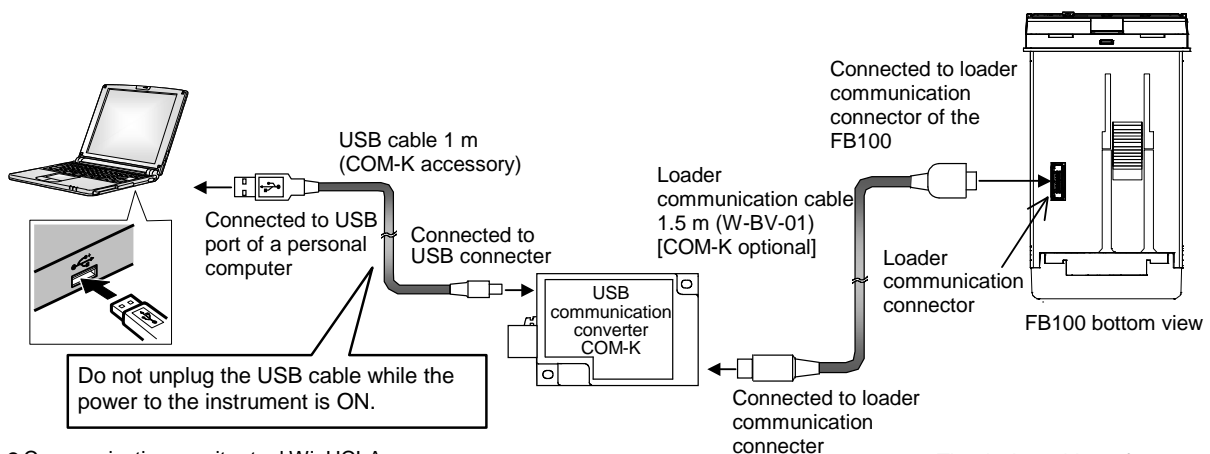 USB cable 1 m
(COM-K accessory)
Connected to USB
port of a personal
computer
Connected to
USB connecter
Do not unplug the USB cable while the
power to the instrument is ON.
USB
communication
converter
COM-K
Loader
communication cable
1.5 m (W-BV-01)
[COM-K optional]
Connected to loader
communication
connecter
Connected to loader
communication
connector of the
FB100
Loader
communication
connector
FB100 bottom view